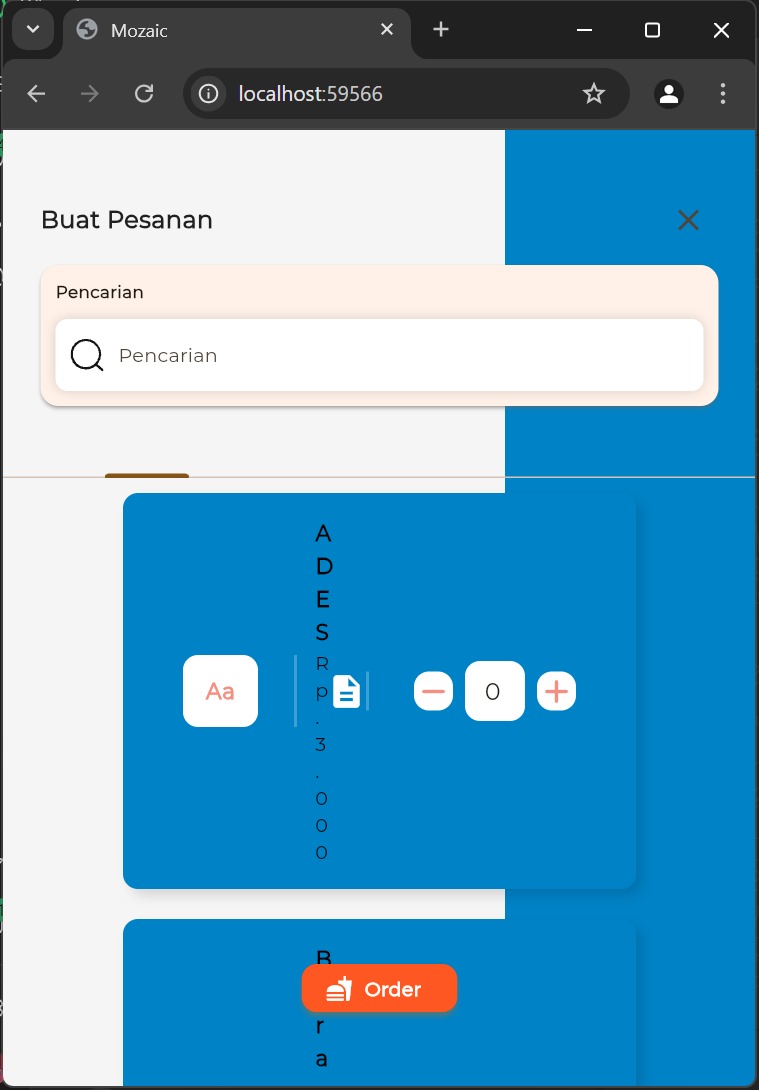 Mozaic
localhost:59566
Buat Pesanan
Pencarian
Pencarian
A
D
E
S
R
p
.
3
.
0
0
0
Aa
0
B
Order
r
a